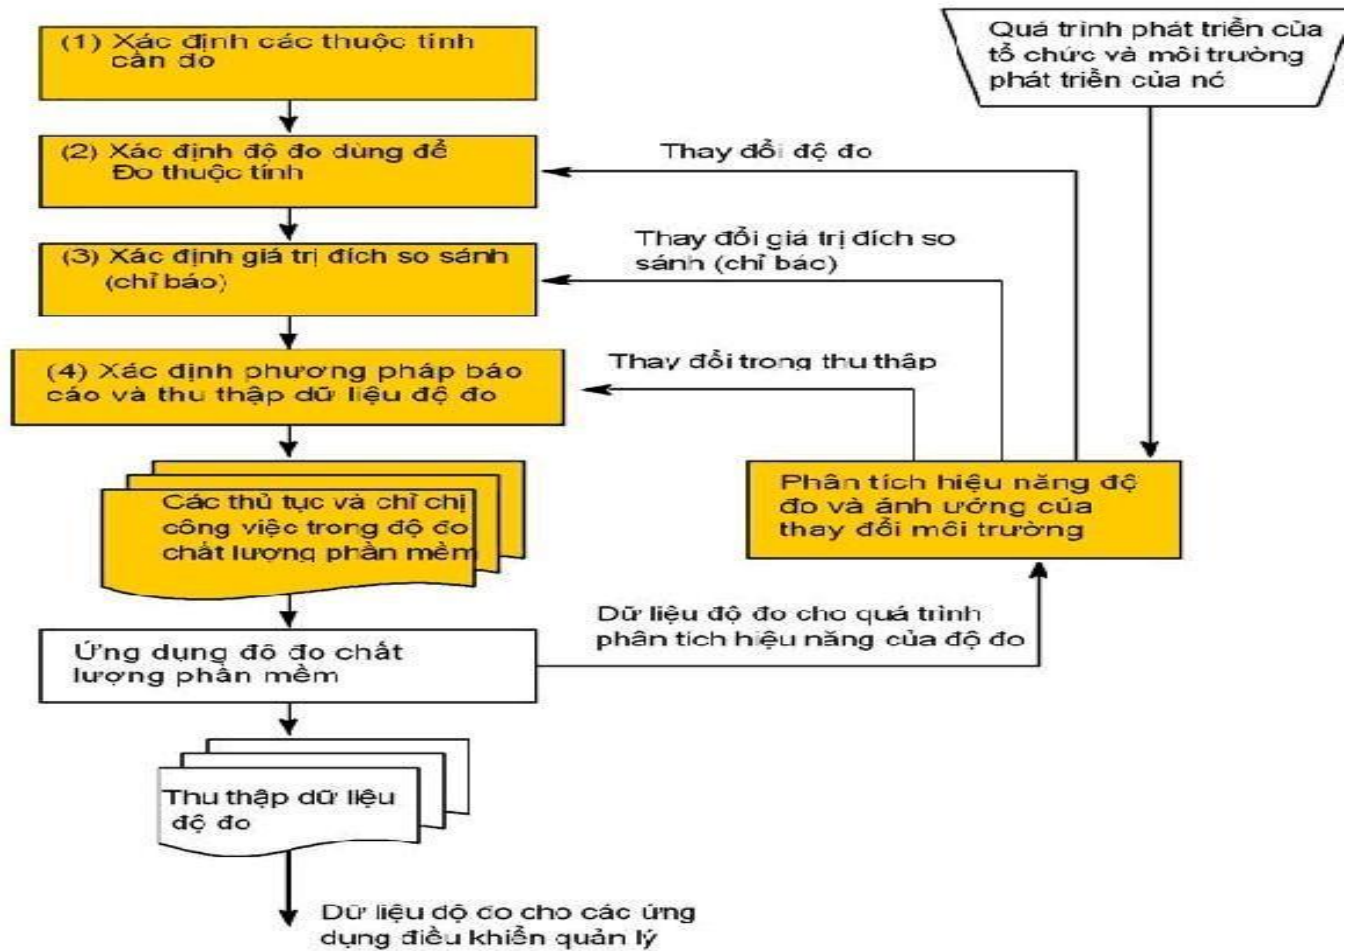 (1) Xác định các thuộc tính
cần đo
Quá trình phát triển của
tổ chức và môi trường
phát triển của nó
(2) Xác định độ đo dùng để
Đo thuộc tính
Thay đổi độ đo
(3) Xác định giá trị đích so sánh
(chỉ báo)
Thay đổi giá trị đích so
sánh (chỉ báo)
(4) Xác định phương pháp báo
cáo và thu thập dữ liệu độ đo
Thay đổi trong thu thập
Các thủ tục và chỉ chị
công việc trong độ đo
chất lượng phần mềm
Phân tích hiệu năng độ
đo và ảnh ưởng của
thay đổi môi trường
Dữ liệu độ đo cho quá trình
phân tích hiệu năng của độ đo
Ứng dụng đô đo chất
lượng phần mềm
Thu thập dữ liệu
độ đo
Dữ liệu độ đo cho các ứng
dụng điều khiển quản lý